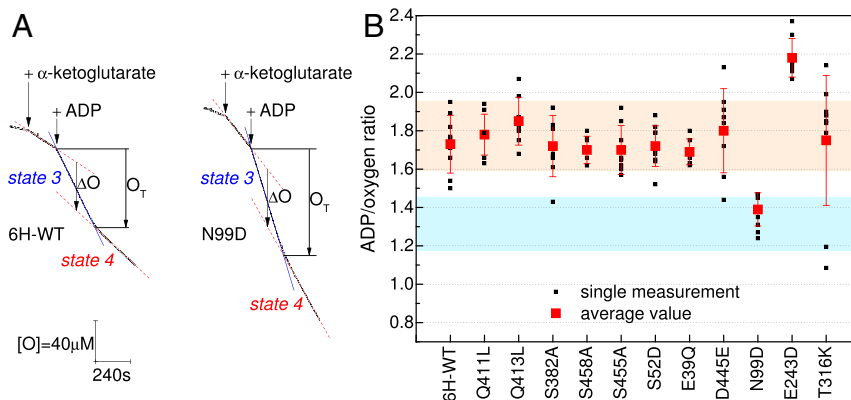 A
+ α-ketoglutarate
+ ADP
state 3
ΔO
O_T
6H-WT
state 4
[O]=40μM
240s
+ α-ketoglutarate
+ ADP
state 3
ΔO
O_T
N99D
state 4
B
ADP/oxygen ratio
2.4
2.2
2.0
1.8
1.6
1.4
1.2
1.0
0.8
single measurement
average value
6H-WT
Q411L
Q413L
S382A
S458A
S455A
S52D
E39Q
D445E
N99D
E243D
T316K